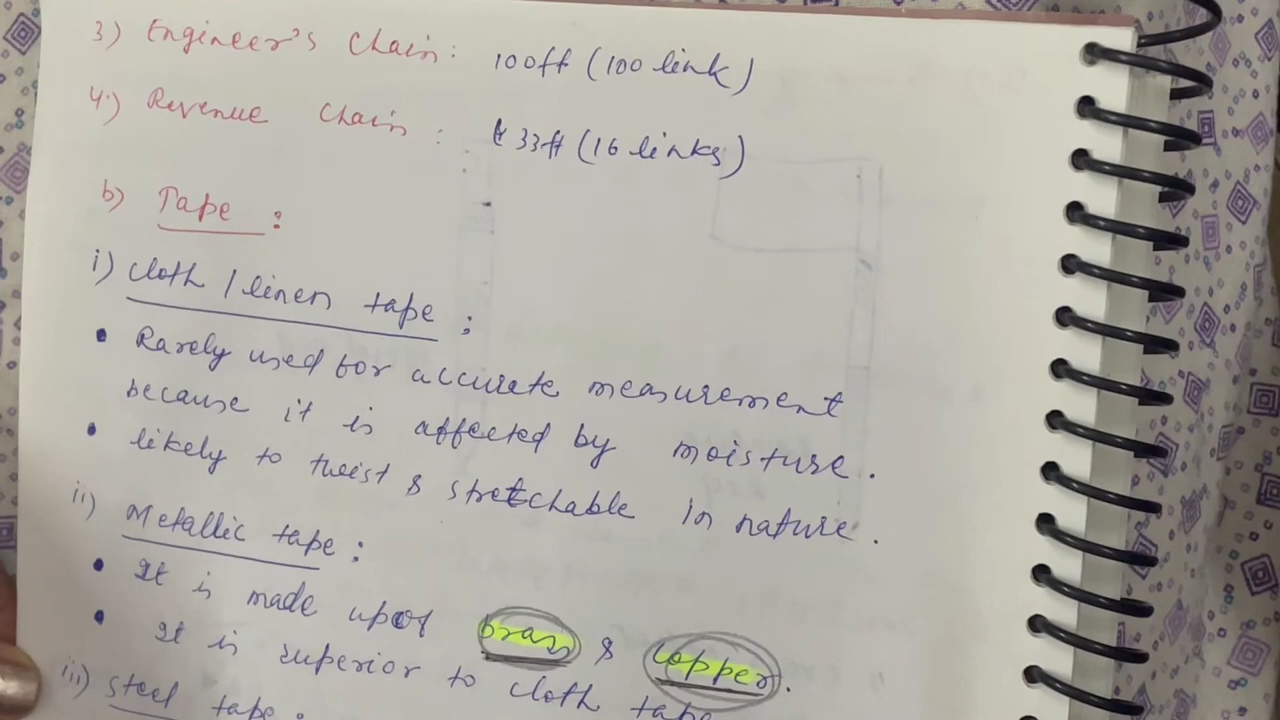 3) Engineer's Chain: 100ft (100 link)
4.) Revenue Chain: 33ft (16 links)
b) Tape:
i) Cloth / linen tape:
• Rarely used for accurate measurement
because it is affected by moisture.
• likely to twist & stretchable in nature.
ii) Metallic tape:
• It is made upof brass & copper.
• It is superior to cloth tape
iii) steel tape: